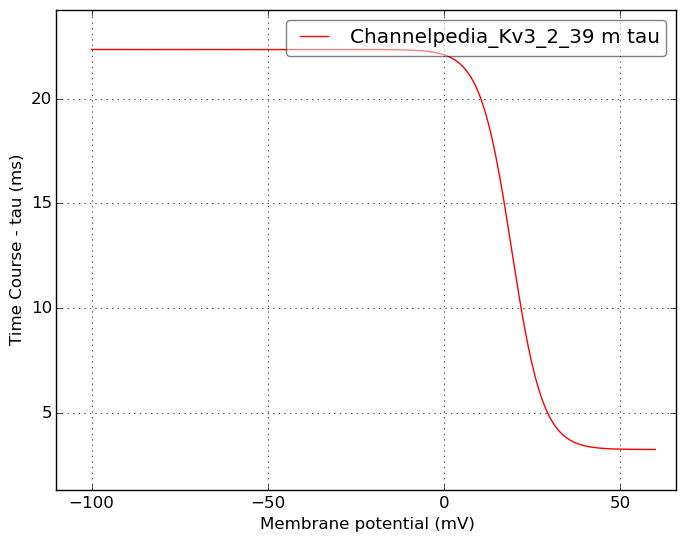 Channelpedia_Kv3_2_39 m tau
Time Course - tau (ms)
20
15
10
5
−100
−50
0
50
Membrane potential (mV)